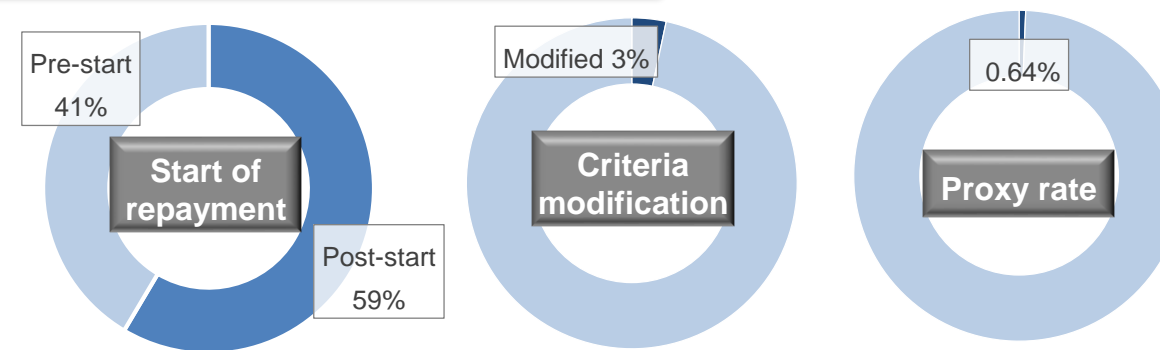 Pre-start
41%
Start of
repayment
Post-start
59%
Modified 3%
Criteria
modification
0.64%
Proxy rate